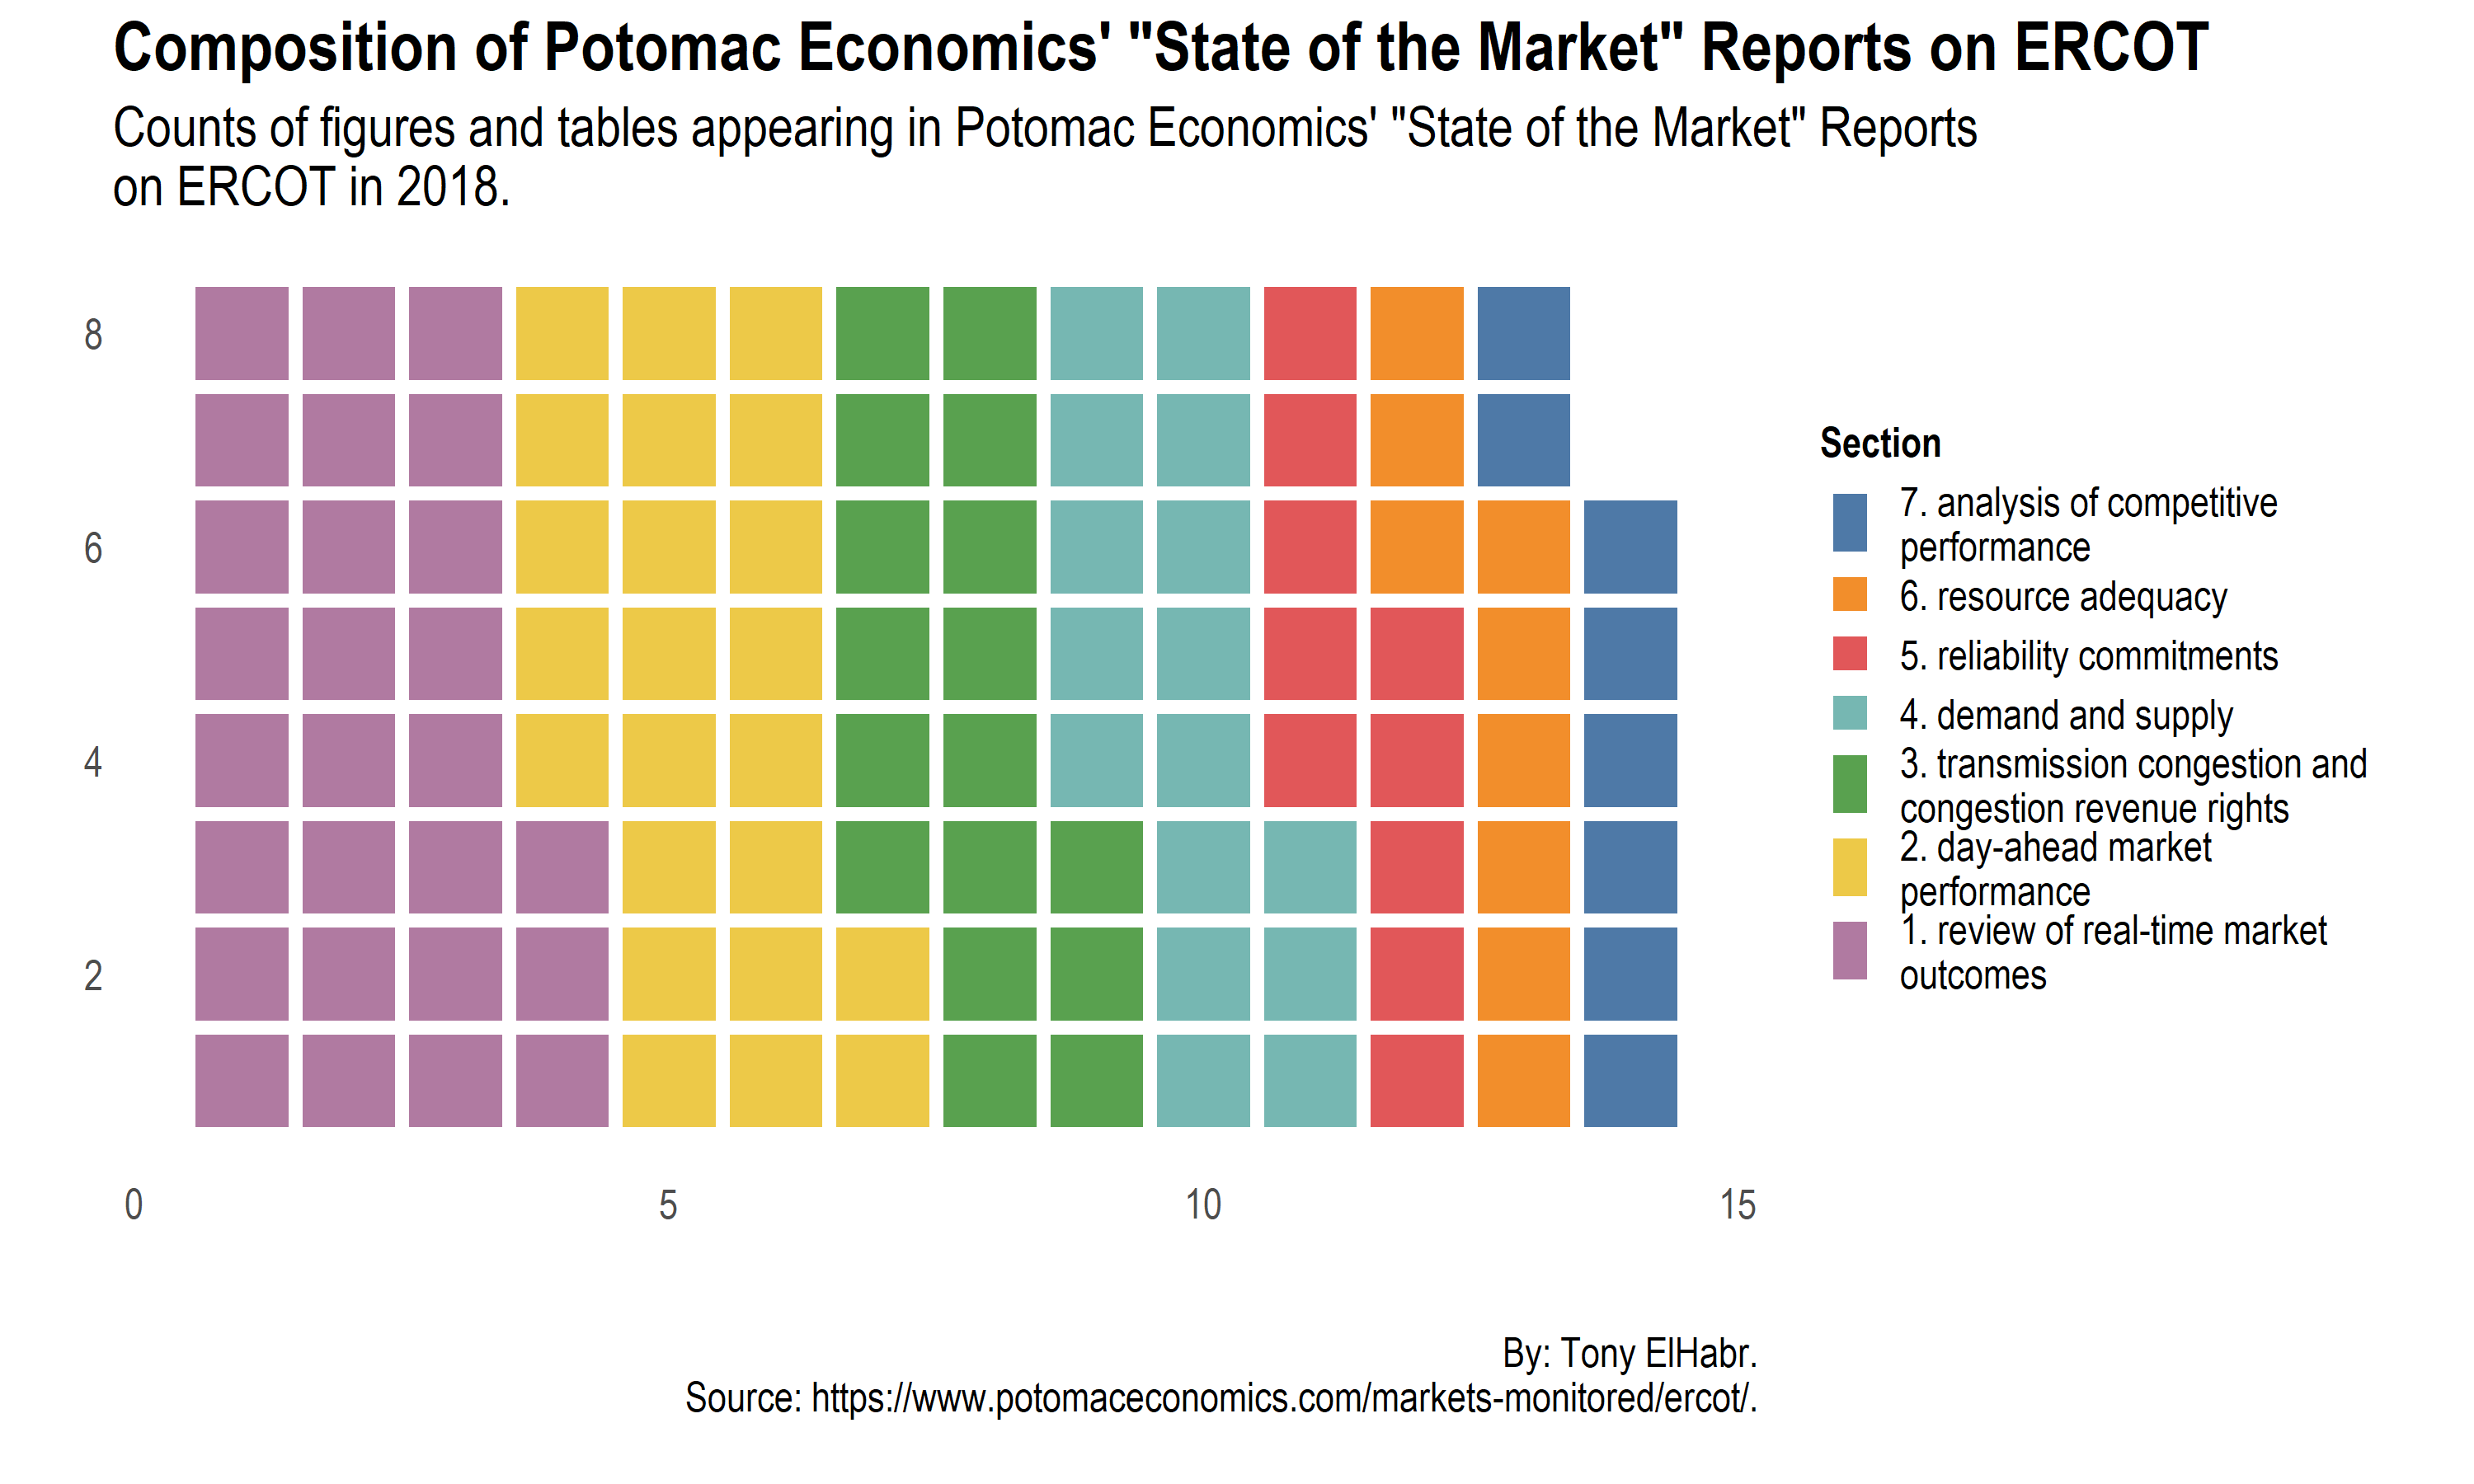 Composition of Potomac Economics' "State of the Market" Reports on ERCOT
Counts of figures and tables appearing in Potomac Economics' "State of the Market" Reports
on ERCOT in 2018.
8
6
4
2
0 5 10 15
Section
7. analysis of competitive
performance
6. resource adequacy
5. reliability commitments
4. demand and supply
3. transmission congestion and
congestion revenue rights
2. day-ahead market
performance
1. review of real-time market
outcomes
By: Tony ElHabr.
Source: https://www.potomaceconomics.com/markets-monitored/ercot/.